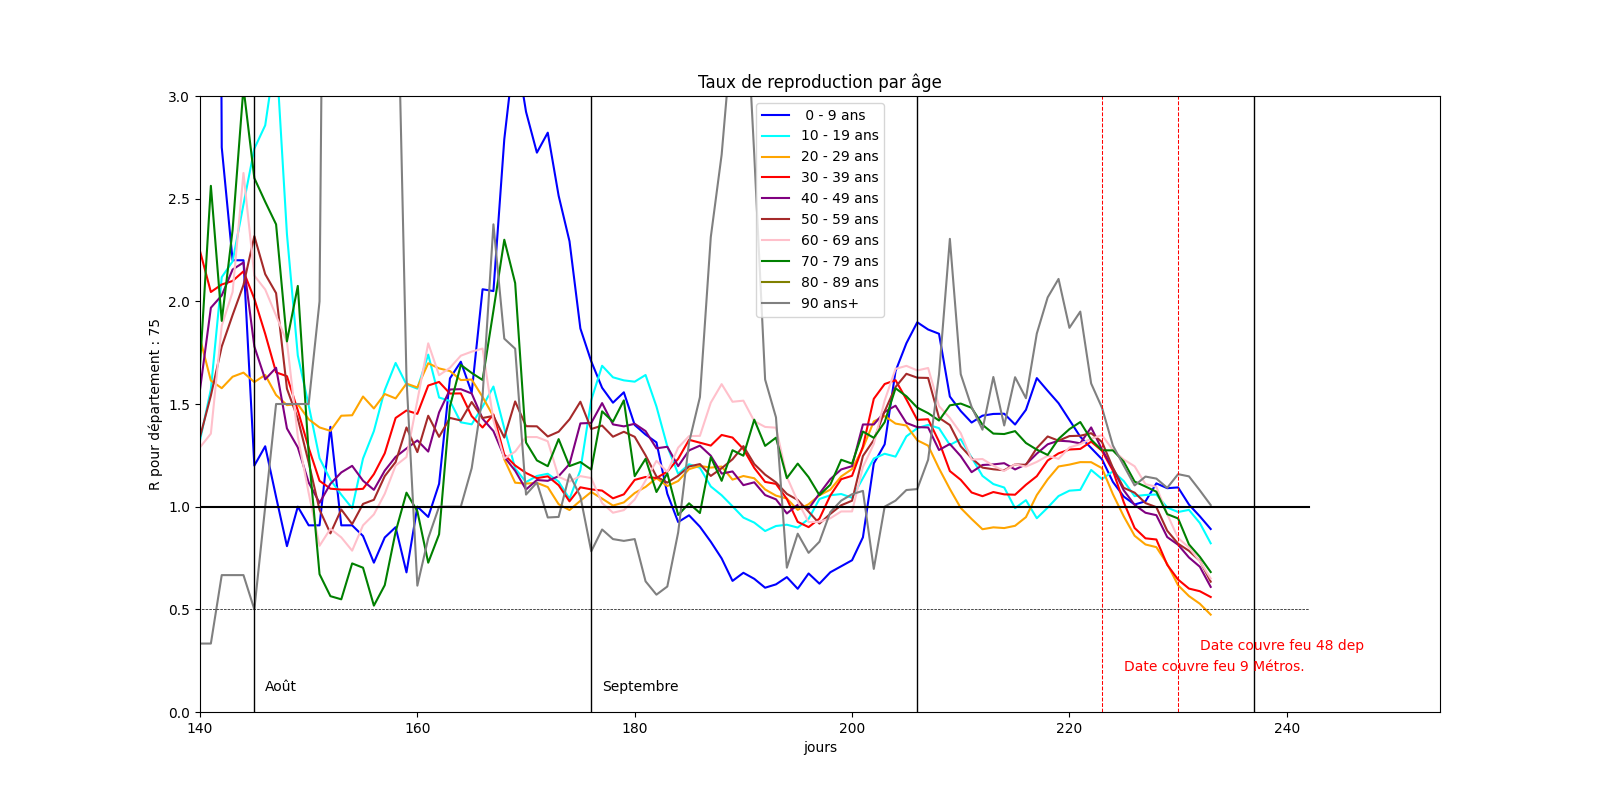 Taux de reproduction par âge
R pour département : 75
3.0
2.5
2.0
1.5
1.0
0.5
0.0
0 - 9 ans
10 - 19 ans
20 - 29 ans
30 - 39 ans
40 - 49 ans
50 - 59 ans
60 - 69 ans
70 - 79 ans
80 - 89 ans
90 ans+
Date couvre feu 48 dep
Date couvre feu 9 Métros.
Août
Septembre
140
160
180
200
220
240
jours